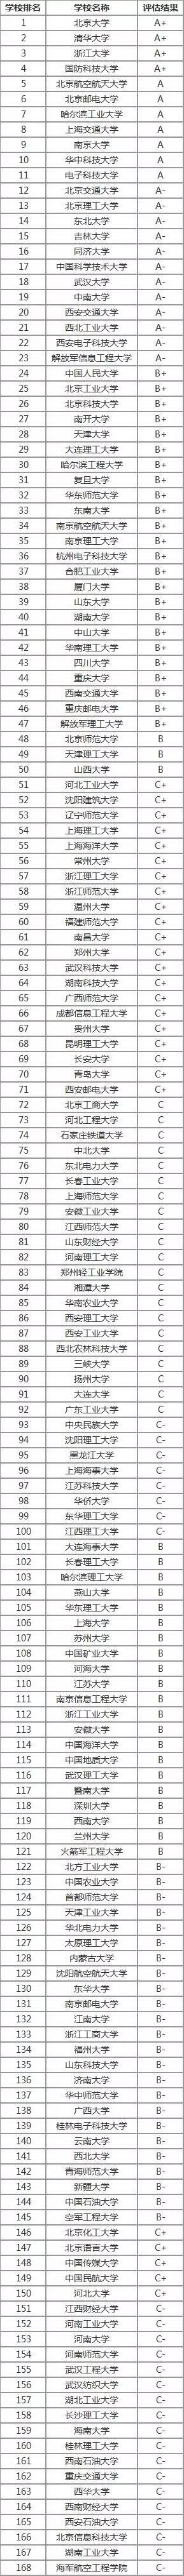 学校排名 学校名称 评估结果
1 北京大学 A+
2 清华大学 A+
3 浙江大学 A+
4 国防科技大学 A+
5 北京航空航天大学 A
6 北京邮电大学 A
7 哈尔滨工业大学 A
8 上海交通大学 A
9 南京大学 A
10 华中科技大学 A
11 电子科技大学 A
12 北京交通大学 A-
13 北京理工大学 A-
14 东北大学 A-
15 吉林大学 A-
16 同济大学 A-
17 中国科学技术大学 A-
18 武汉大学 A-
19 中南大学 A-
20 西安交通大学 A-
21 西北工业大学 A-
22 西安电子科技大学 A-
23 解放军信息工程大学 A-
24 中国人民大学 B+
25 北京工业大学 B+
26 北京科技大学 B+
27 南开大学 B+
28 天津大学 B+
29 大连理工大学 B+
30 哈尔滨工程大学 B+
31 复旦大学 B+
32 华东师范大学 B+
33 东南大学 B+
34 南京航空航天大学 B+
35 南京理工大学 B+
36 杭州电子科技大学 B+
37 合肥工业大学 B+
38 厦门大学 B+
39 山东大学 B+
40 湖南大学 B+
41 中山大学 B+
42 华南理工大学 B+
43 四川大学 B+
44 重庆大学 B+
45 西南交通大学 B+
46 重庆邮电大学 B+
47 解放军理工大学 B+
48 北京师范大学 B
49 天津理工大学 B
50 山西大学 B
51 河北工业大学 C+
52 沈阳建筑大学 C+
53 辽宁师范大学 C+
54 上海理工大学 C+
55 上海海洋大学 C+
56 常州大学 C+
57 浙江理工大学 C+
58 浙江师范大学 C+
59 温州大学 C+
60 福建师范大学 C+
61 南昌大学 C+
62 郑州大学 C+
63 武汉科技大学 C+
64 湖南科技大学 C+
65 广西师范大学 C+
66 成都信息工程大学 C+
67 贵州大学 C+
68 昆明理工大学 C+
69 长安大学 C+
70 青岛大学 C+
71 西安邮电大学 C+
72 北京工商大学 C
73 河北工程大学 C
74 石家庄铁道大学 C
75 中北大学 C
76 东北电力大学 C
77 长春工业大学 C
78 上海师范大学 C
79 安徽工业大学 C
80 江西师范大学 C
81 山东财经大学 C
82 河南理工大学 C
83 郑州轻工业学院 C
84 湘潭大学 C
85 华南农业大学 C
86 西安理工大学 C
87 西安工业大学 C
88 西北农林科技大学 C
89 三峡大学 C
90 扬州大学 C
91 大连大学 C
92 广东工业大学 C
93 中央民族大学 C-
94 沈阳理工大学 C-
95 黑龙江大学 C-
96 上海海事大学 C-
97 江苏科技大学 C-
98 华侨大学 C-
99 东华理工大学 C-
100 江西理工大学 C-
101 大连海事大学 B
102 长春理工大学 B
103 哈尔滨理工大学 B
104 燕山大学 B
105 华东理工大学 B
106 上海大学 B
107 苏州大学 B
108 中国矿业大学 B
109 河海大学 B
110 江苏大学 B
111 南京信息工程大学 B
112 浙江工业大学 B
113 安徽大学 B
114 中国海洋大学 B
115 中国地质大学 B
116 武汉理工大学 B
117 暨南大学 B
118 深圳大学 B
119 西南大学 B
120 兰州大学 B
121 火箭军工程大学 B
122 北方工业大学 B-
123 中国农业大学 B-
124 首都师范大学 B-
125 天津工业大学 B-
126 华北电力大学 B-
127 太原理工大学 B-
128 内蒙古大学 B-
129 沈阳航空航天大学 B-
130 东华大学 B-
131 南京邮电大学 B-
132 江南大学 B-
133 浙江工商大学 B-
134 福州大学 B-
135 山东科技大学 B-
136 济南大学 B-
137 华中师范大学 B-
138 广西大学 B-
139 桂林电子科技大学 B-
140 云南大学 B-
141 西北大学 B-
142 青海师范大学 B-
143 新疆大学 B-
144 中国石油大学 B-
145 空军工程大学 B-
146 北京化工大学 C+
147 北京语言大学 C+
148 中国传媒大学 C+
149 中国民航大学 C+
150 河北大学 C+
151 江西财经大学 C-
152 河南工业大学 C-
153 河南大学 C-
154 河南师范大学 C-
155 武汉工程大学 C-
156 武汉纺织大学 C-
157 湖北工业大学 C-
158 长沙理工大学 C-
159 海南大学 C-
160 桂林理工大学 C-
161 西南石油大学 C-
162 重庆交通大学 C-
163 西华大学 C-
164 西南财经大学 C-
165 西安石油大学 C-
166 北京信息科技大学 C-
167 湖南工业大学 C-
168 海军航空工程学院 C-